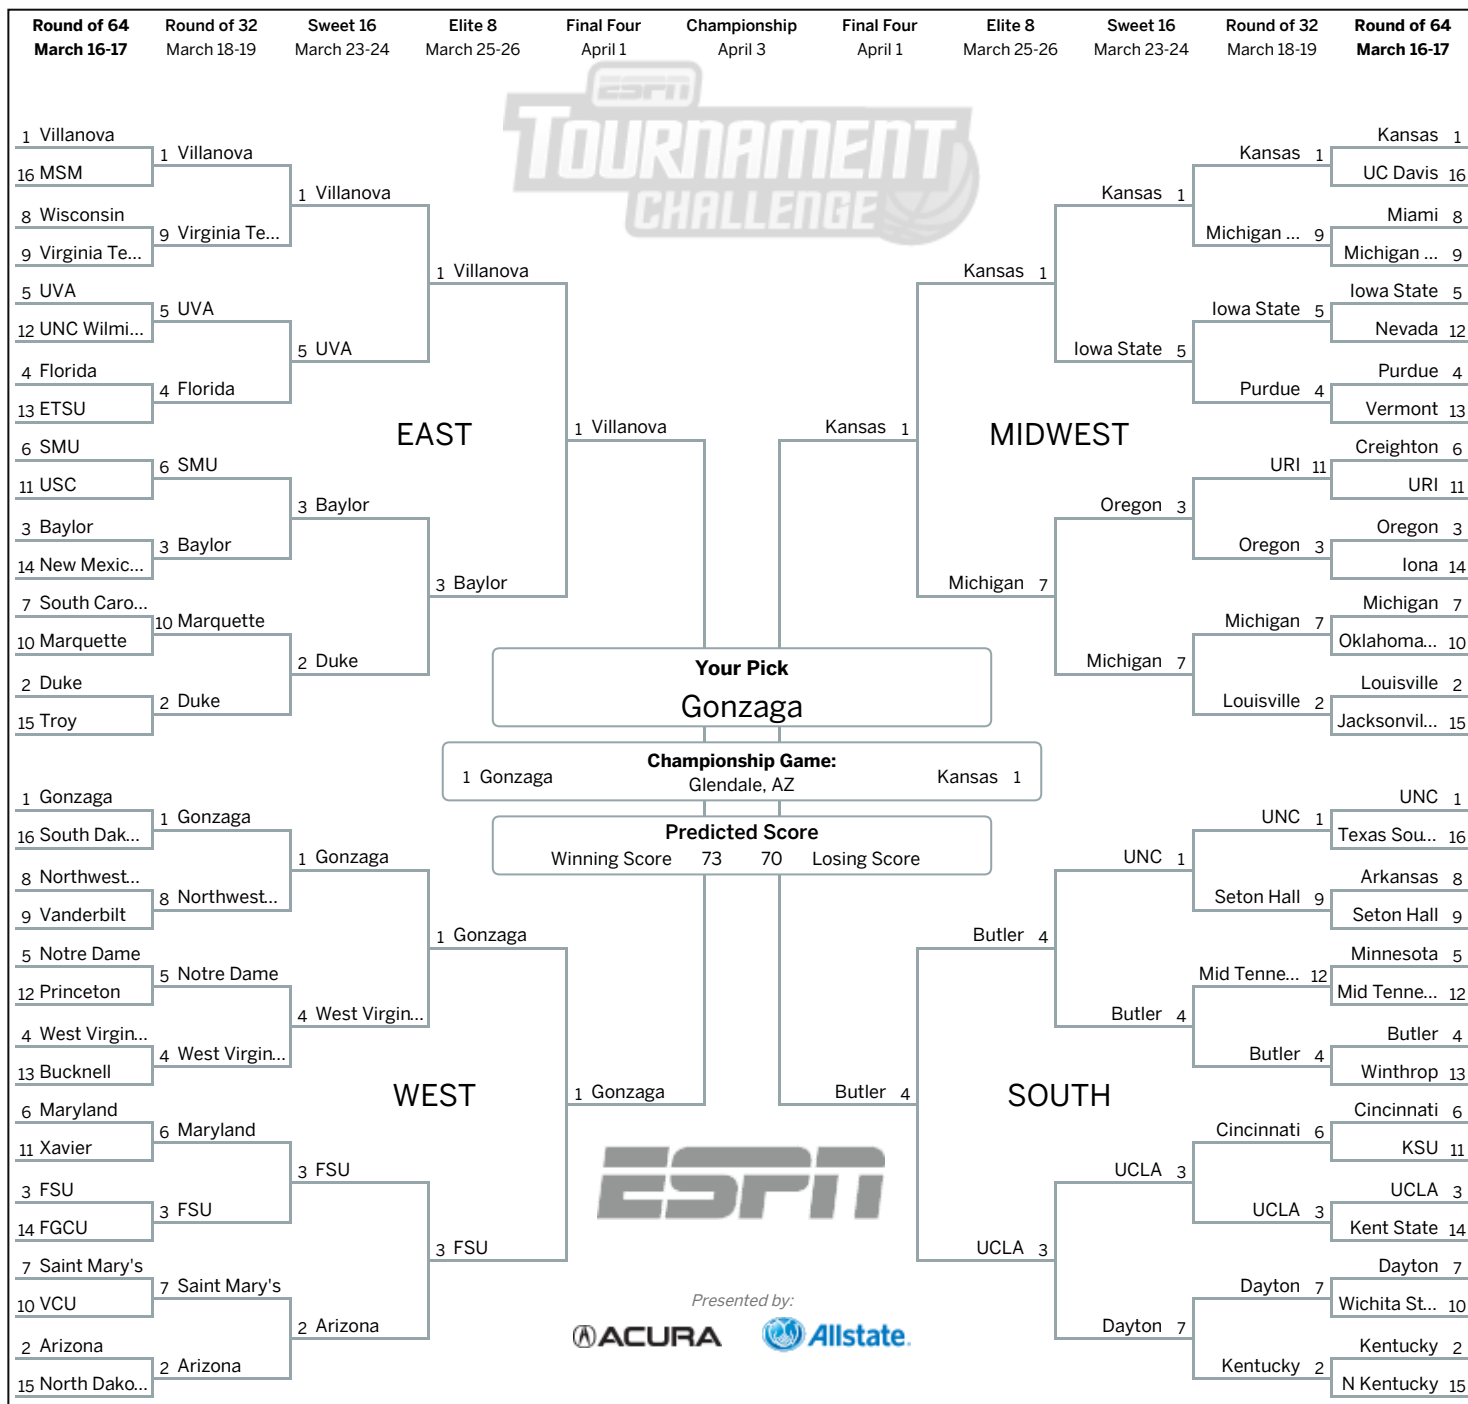 Round of 64 Round of 32 Sweet 16 Elite 8 Final Four Championship Final Four Elite 8 Sweet 16 Round of 32 Round of 64
March 16-17 March 18-19 March 23-24 March 25-26 April 1 April 3 April 1 March 25-26 March 23-24 March 18-19 March 16-17
ESPN
TOURNAMENT
CHALLENGE
1 Villanova
16 MSM
8 Wisconsin
9 Virginia Te...
5 UVA
12 UNC Wilmi...
4 Florida
13 ETSU
6 SMU
11 USC
3 Baylor
14 New Mexic...
7 South Caro...
10 Marquette
2 Duke
15 Troy
1 Villanova
9 Virginia Te...
5 UVA
4 Florida
6 SMU
3 Baylor
10 Marquette
2 Duke
1 Villanova
5 UVA
3 Baylor
2 Duke
1 Villanova
3 Baylor
1 Villanova
EAST
Kansas 1
UC Davis 16
Miami 8
Michigan ... 9
Iowa State 5
Nevada 12
Purdue 4
Vermont 13
Creighton 6
URI 11
Oregon 3
Iona 14
Michigan 7
Oklahoma... 10
Louisville 2
Jacksonvil... 15
Kansas 1
Michigan ... 9
Iowa State 5
Purdue 4
URI 11
Oregon 3
Michigan 7
Louisville 2
Kansas 1
Iowa State 5
Oregon 3
Michigan 7
Kansas 1
Michigan 7
Kansas 1
MIDWEST
Your Pick
Gonzaga
Championship Game:
1 Gonzaga Glendale, AZ Kansas 1
Predicted Score
Winning Score 73 70 Losing Score
1 Gonzaga
16 South Dak...
8 Northwest...
9 Vanderbilt
5 Notre Dame
12 Princeton
4 West Virgin...
13 Bucknell
6 Maryland
11 Xavier
3 FSU
14 FGCU
7 Saint Mary's
10 VCU
2 Arizona
15 North Dako...
1 Gonzaga
8 Northwest...
5 Notre Dame
4 West Virgin...
6 Maryland
3 FSU
7 Saint Mary's
2 Arizona
1 Gonzaga
4 West Virgin...
3 FSU
2 Arizona
1 Gonzaga
3 FSU
1 Gonzaga
WEST
UNC 1
Texas Sou... 16
Arkansas 8
Seton Hall 9
Minnesota 5
Mid Tenne... 12
Butler 4
Winthrop 13
Cincinnati 6
KSU 11
UCLA 3
Kent State 14
Dayton 7
Wichita St... 10
Kentucky 2
N Kentucky 15
UNC 1
Seton Hall 9
Mid Tenne... 12
Butler 4
Cincinnati 6
UCLA 3
Dayton 7
Kentucky 2
UNC 1
Butler 4
UCLA 3
Dayton 7
Butler 4
UCLA 3
Butler 4
SOUTH
ESPN
Presented by:
ACURA Allstate.